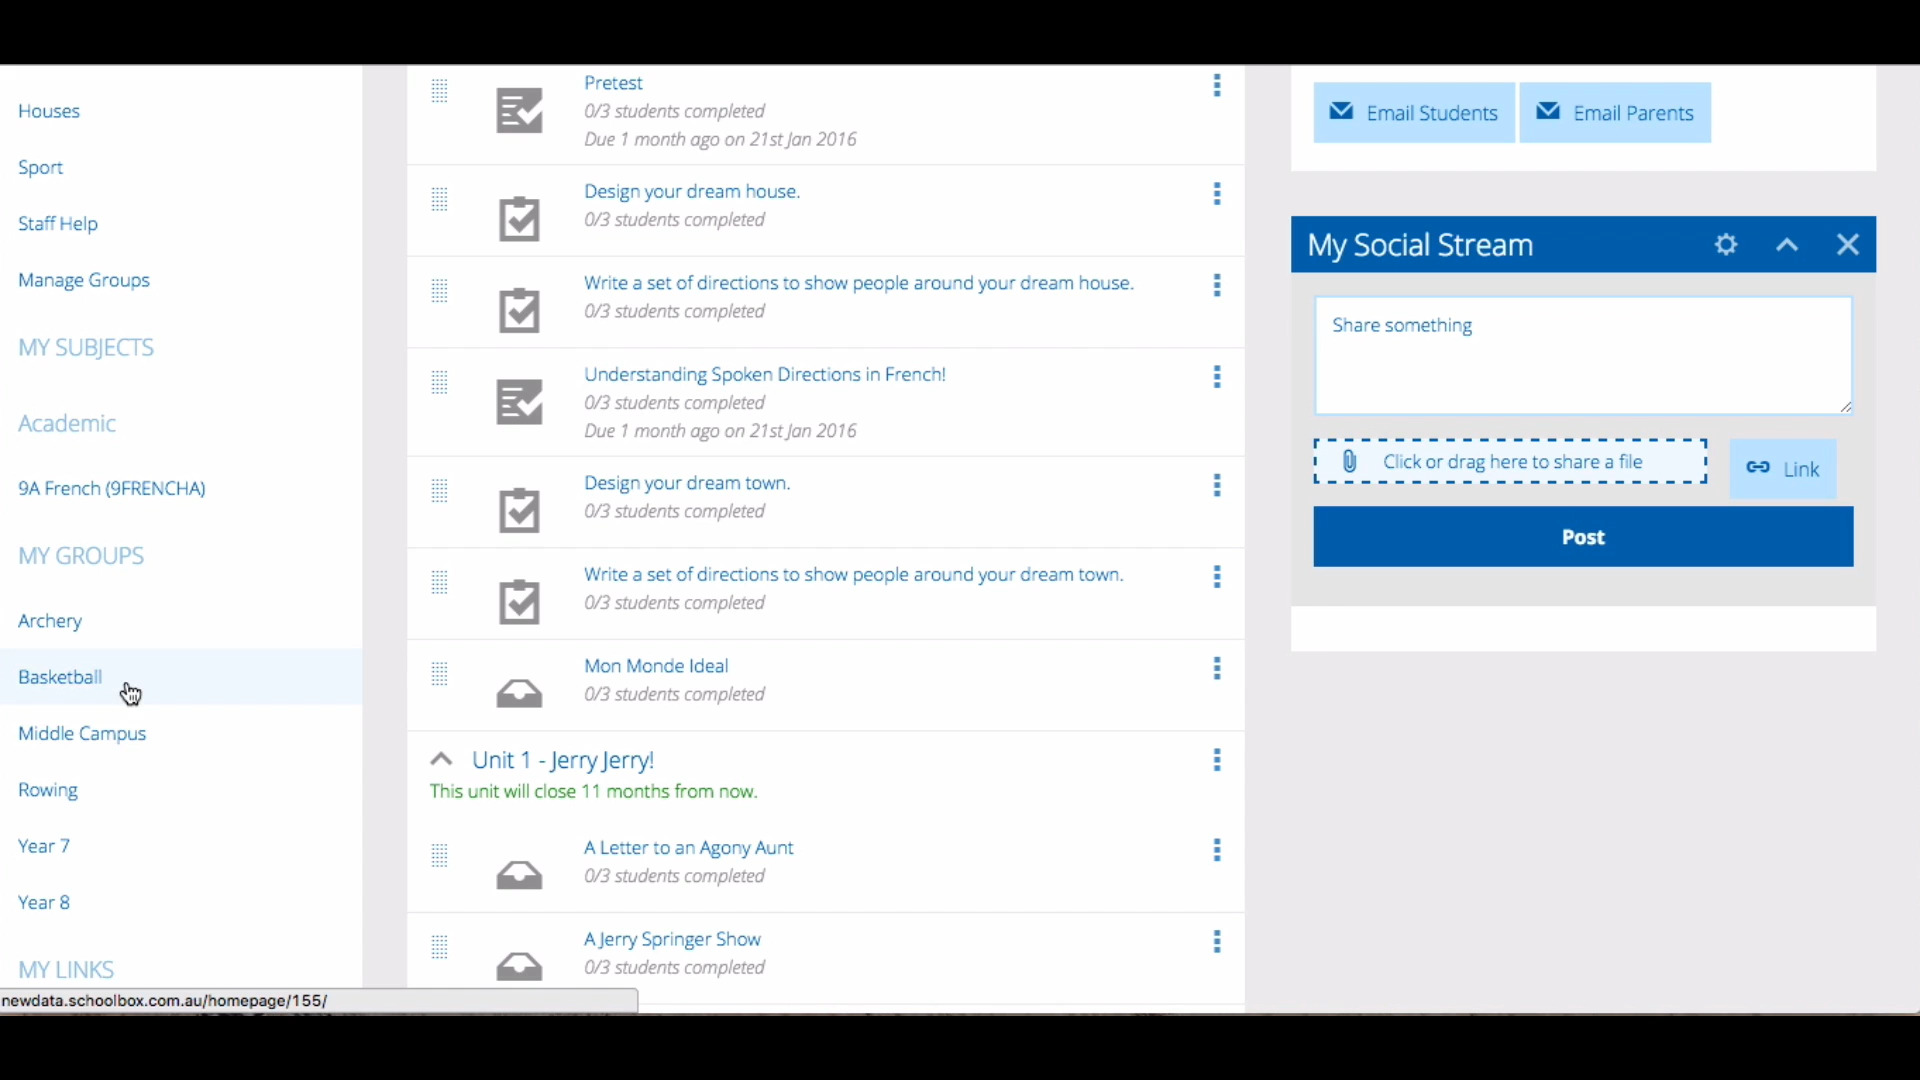 Houses
Sport
Staff Help
Manage Groups
MY SUBJECTS
Academic
9A French (9FRENCHA)
MY GROUPS
Archery
Basketball
Middle Campus
Rowing
Year 7
Year 8
MY LINKS
newdata.schoolbox.com.au/homepage/155/
Pretest
0/3 students completed
Due 1 month ago on 21st Jan 2016
Design your dream house.
0/3 students completed
Write a set of directions to show people around your dream house.
0/3 students completed
Understanding Spoken Directions in French!
0/3 students completed
Due 1 month ago on 21st Jan 2016
Design your dream town.
0/3 students completed
Write a set of directions to show people around your dream town.
0/3 students completed
Mon Monde Ideal
0/3 students completed
Unit 1 - Jerry Jerry!
This unit will close 11 months from now.
A Letter to an Agony Aunt
0/3 students completed
A Jerry Springer Show
0/3 students completed
Email Students
Email Parents
My Social Stream
Share something
Click or drag here to share a file
Link
Post